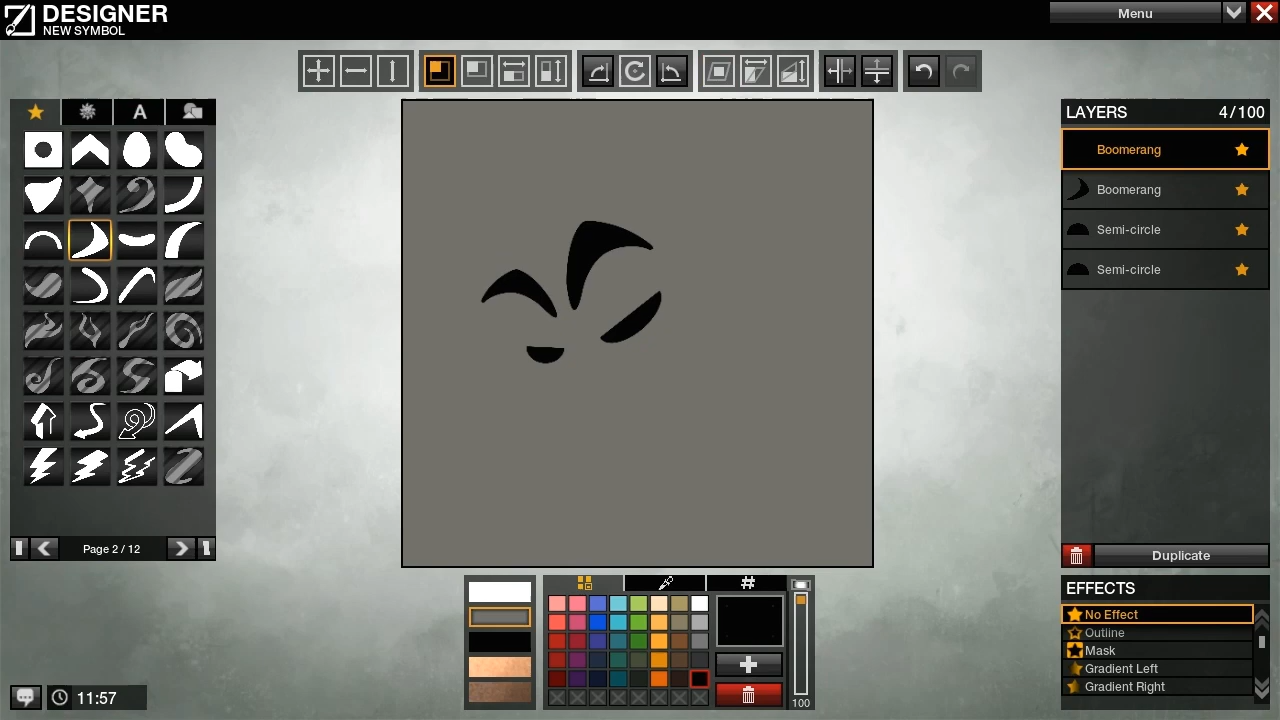 DESIGNER
NEW SYMBOL
Menu
A
LAYERS 4/100
Boomerang
Boomerang
Semi-circle
Semi-circle
Page 2 / 12
Duplicate
#
EFFECTS
No Effect
Outline
Mask
Gradient Left
Gradient Right
100
11:57